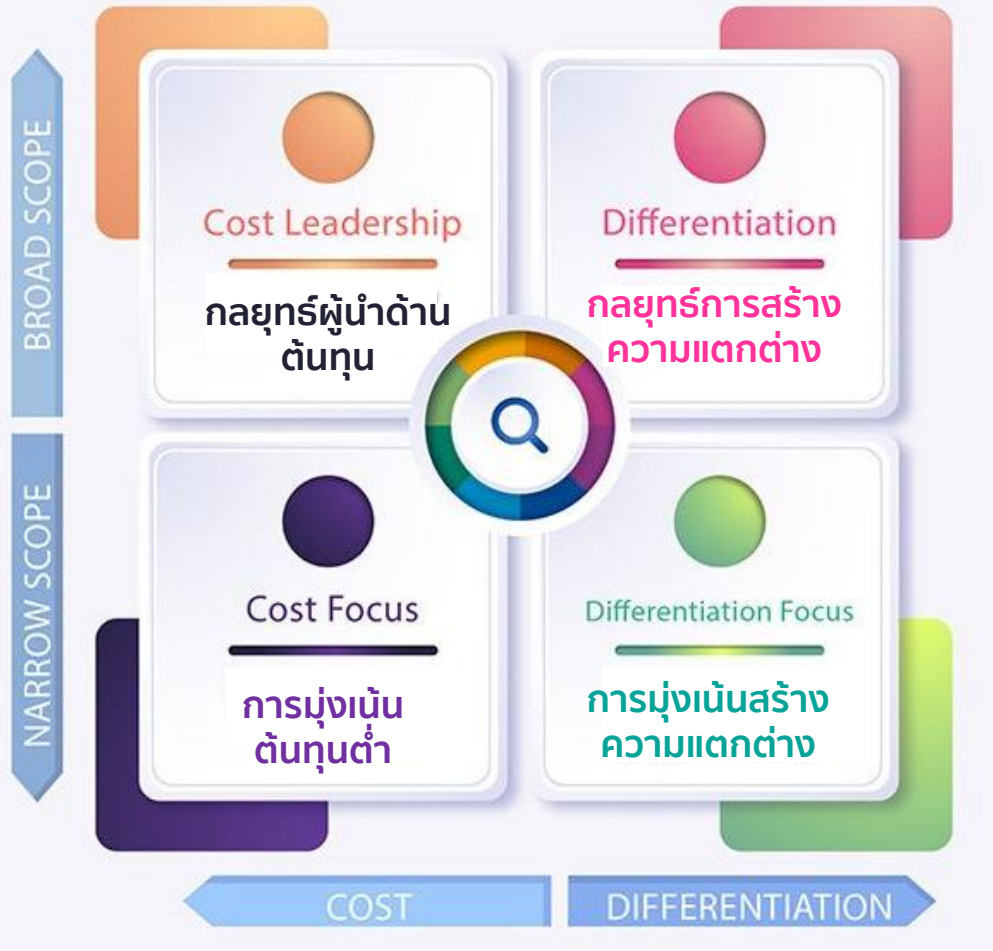 BROAD SCOPE
Cost Leadership
กลยุทธ์ผู้นำด้าน
ต้นทุน
Differentiation
กลยุทธ์การสร้าง
ความแตกต่าง
NARROW SCOPE
Cost Focus
การมุ่งเน้น
ต้นทุนต่ำ
Differentiation Focus
การมุ่งเน้นสร้าง
ความแตกต่าง
COST
DIFFERENTIATION